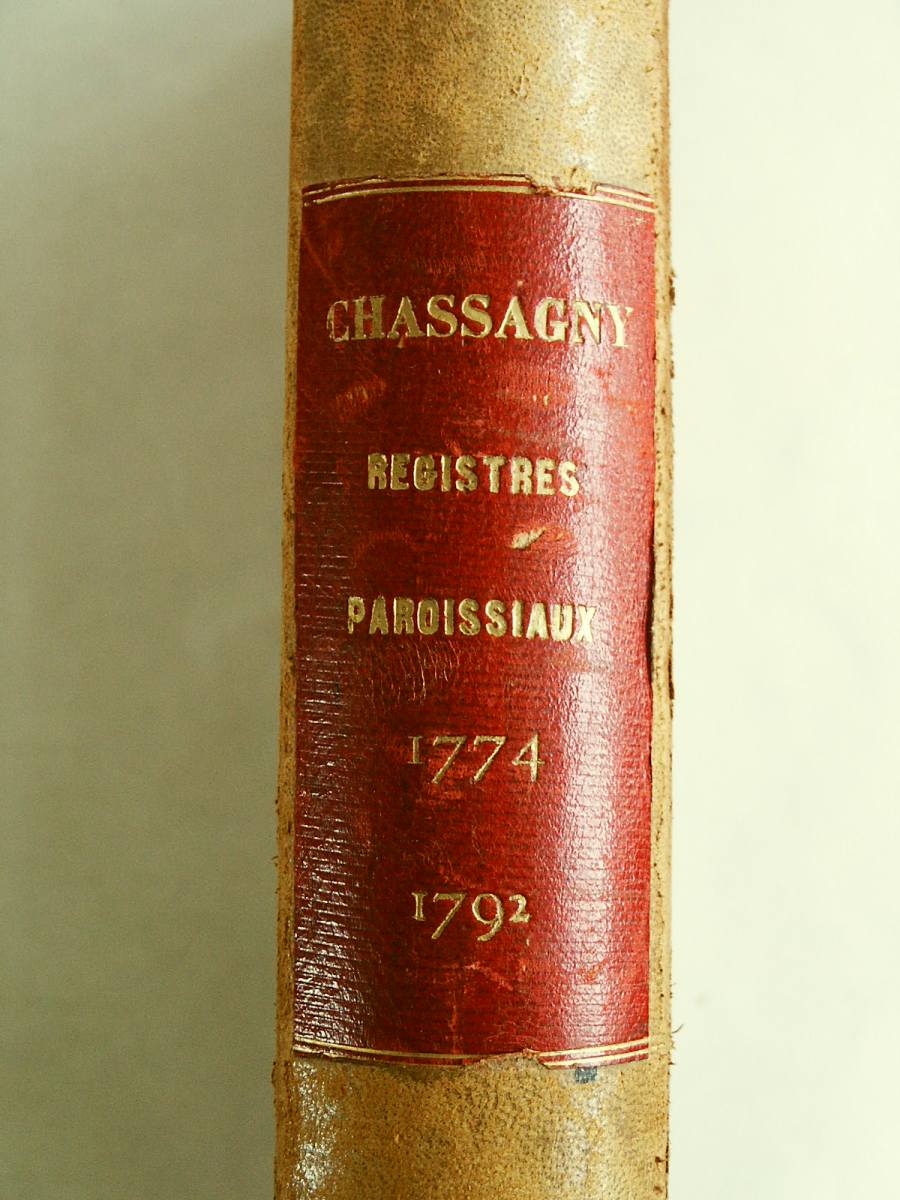 CHASSAGNY
REGISTRES
PAROISSIAUX
1774
1792